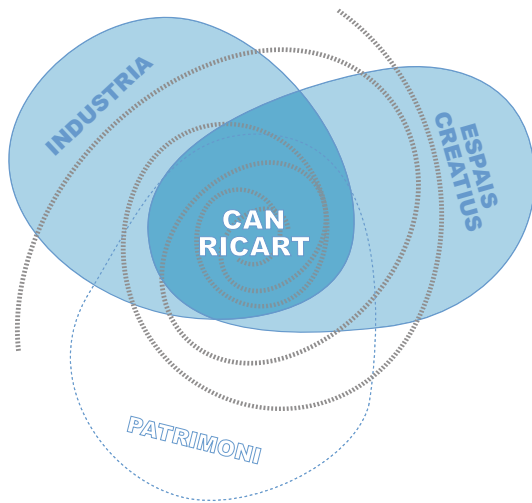 INDUSTRIA
ESPAIS
CREATIUS
CAN
RICART
PATRIMONI